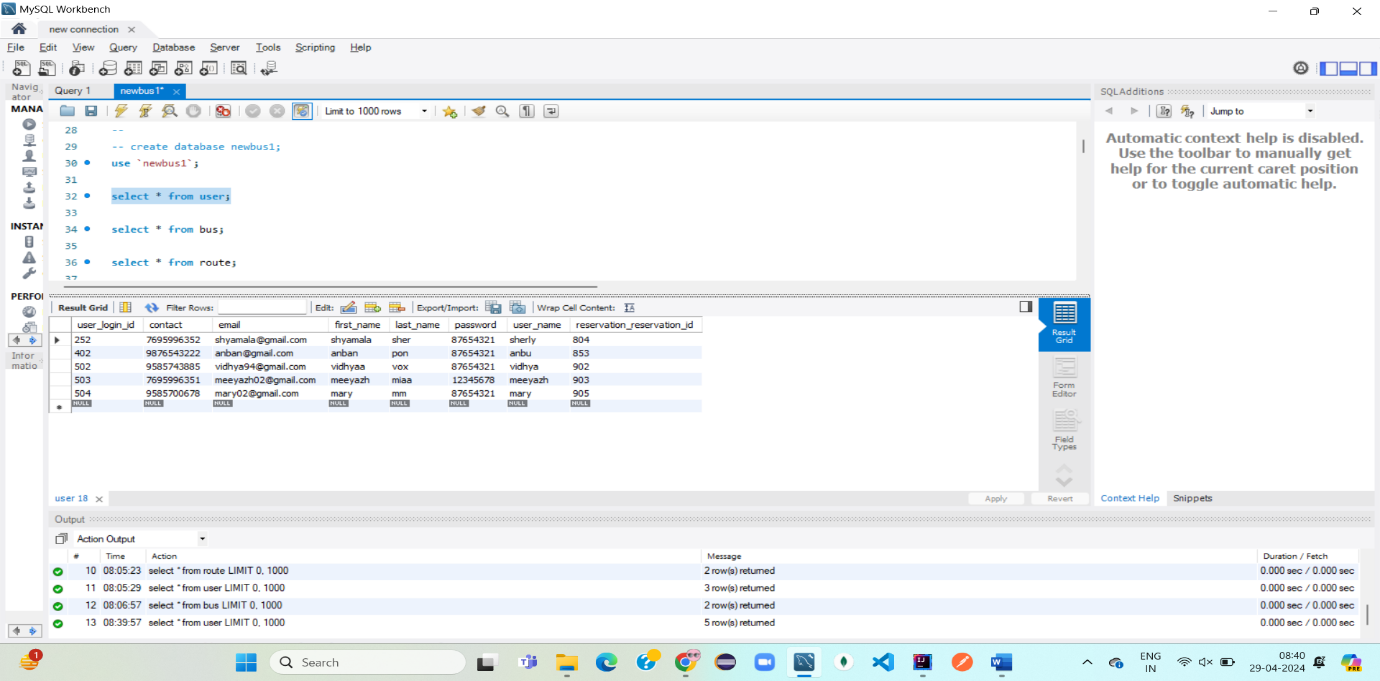 MySQL Workbench
new connection
File Edit View Query Database Server Tools Scripting Help
Navig
ator
MANA
INSTAN
PERFO
Infor
matio
Query 1 newbus1*
Limit to 1000 rows
28 --
29 -- create database newbus1;
30 use `newbus1`;
31
32 select * from user;
33
34 select * from bus;
35
36 select * from route;
37
Result Grid Filter Rows: Edit: Export/Import: Wrap Cell Content:
user_login_id contact email first_name last_name password user_name reservation_reservation_id
252 7695996352 shyamala@gmail.com shyamala sher 87654321 sherly 804
402 9876543222 anban@gmail.com anban pon 87654321 anbu 853
502 9585743885 vidhya94@gmail.com vidhyaa vox 87654321 vidhya 902
503 7695996351 meeyazh02@gmail.com meeyazh miaa 12345678 meeyazh 903
504 9585700678 mary02@gmail.com mary mm 87654321 mary 905
NULL NULL NULL NULL NULL NULL NULL NULL
Result
Grid
Form
Editor
Field
Types
user 18 Apply Revert
SQLAdditions
Jump to
Automatic context help is disabled.
Use the toolbar to manually get
help for the current caret position
or to toggle automatic help.
Context Help Snippets
Output
Action Output
# Time Action Message Duration / Fetch
10 08:05:23 select * from route LIMIT 0, 1000 2 row(s) returned 0.000 sec / 0.000 sec
11 08:05:29 select * from user LIMIT 0, 1000 3 row(s) returned 0.000 sec / 0.000 sec
12 08:06:57 select * from bus LIMIT 0, 1000 2 row(s) returned 0.000 sec / 0.000 sec
13 08:39:57 select * from user LIMIT 0, 1000 5 row(s) returned 0.000 sec / 0.000 sec
1
Search
ENG
IN
08:40
29-04-2024
PRE